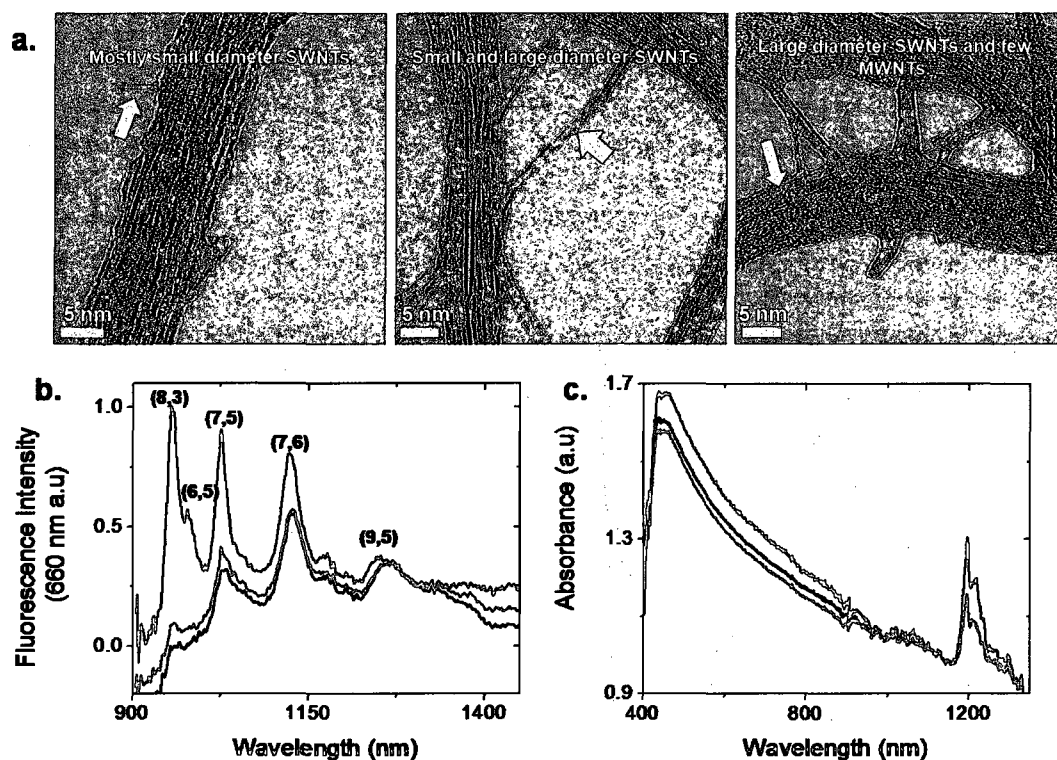 a.
Mostly small diameter SWNTs
Small and large diameter SWNTs
Large diameter SWNTs and few
MWNTs
5 nm
5 nm
5 nm
b.
Fluorescence Intensity
(660 nm a.u)
1.0
0.5
0.0
(8,3)
(6,5)
(7,5)
(7,6)
(9,5)
900
1150
1400
Wavelength (nm)
c.
Absorbance (a.u)
1.7
1.3
0.9
400
800
1200
Wavelength (nm)